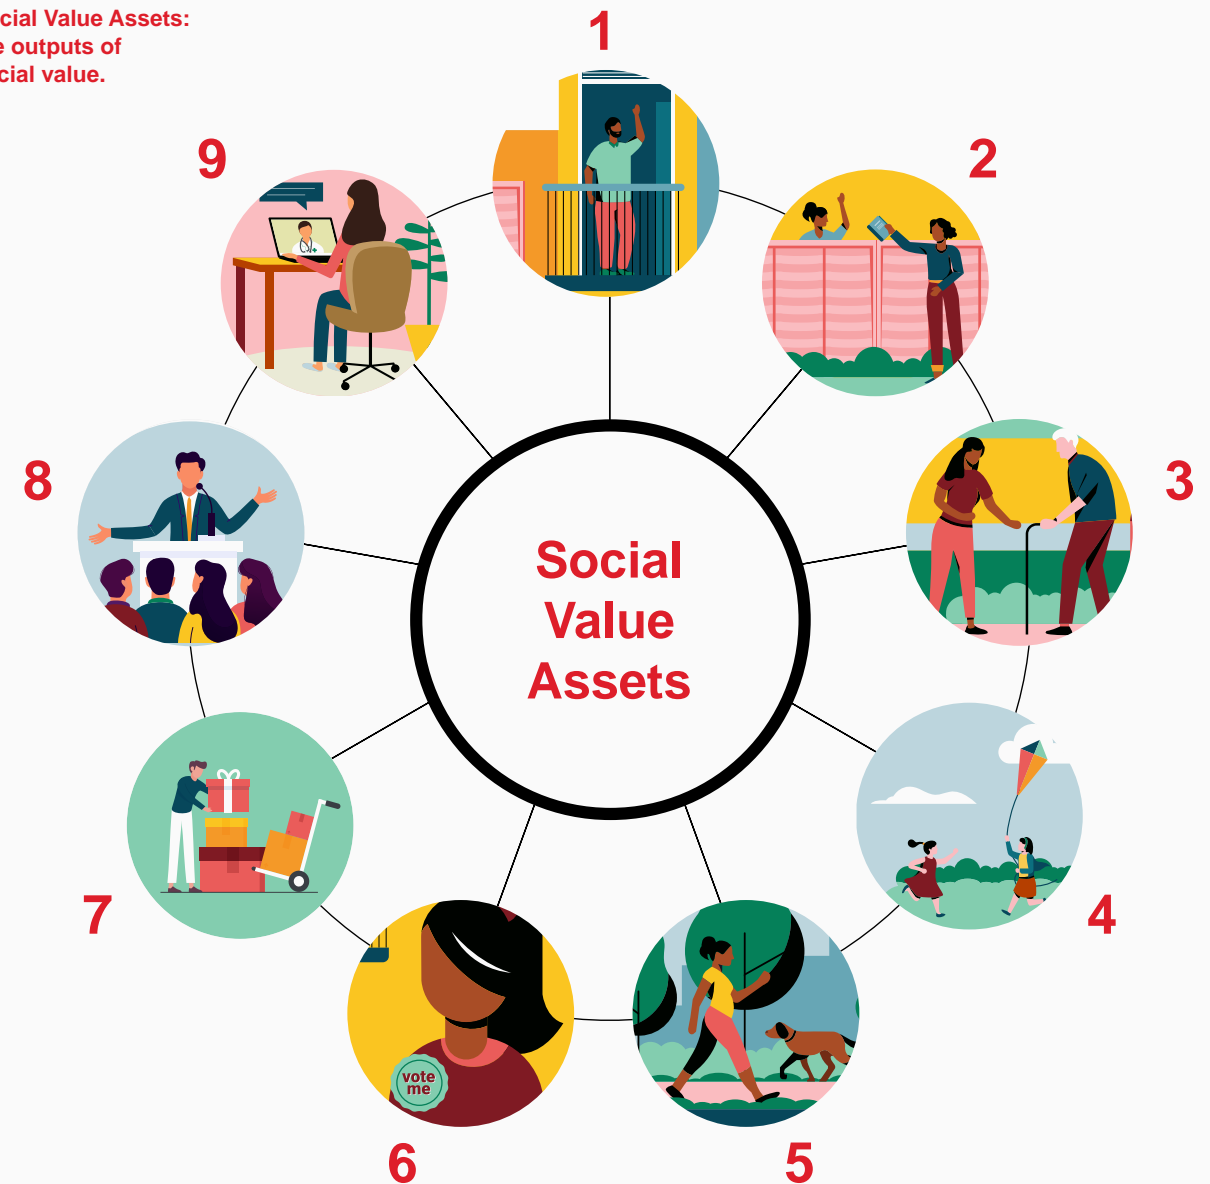 cial Value Assets:
e outputs of
cial value.
1
2
3
4
5
6
7
8
9
Social
Value
Assets
vote
me